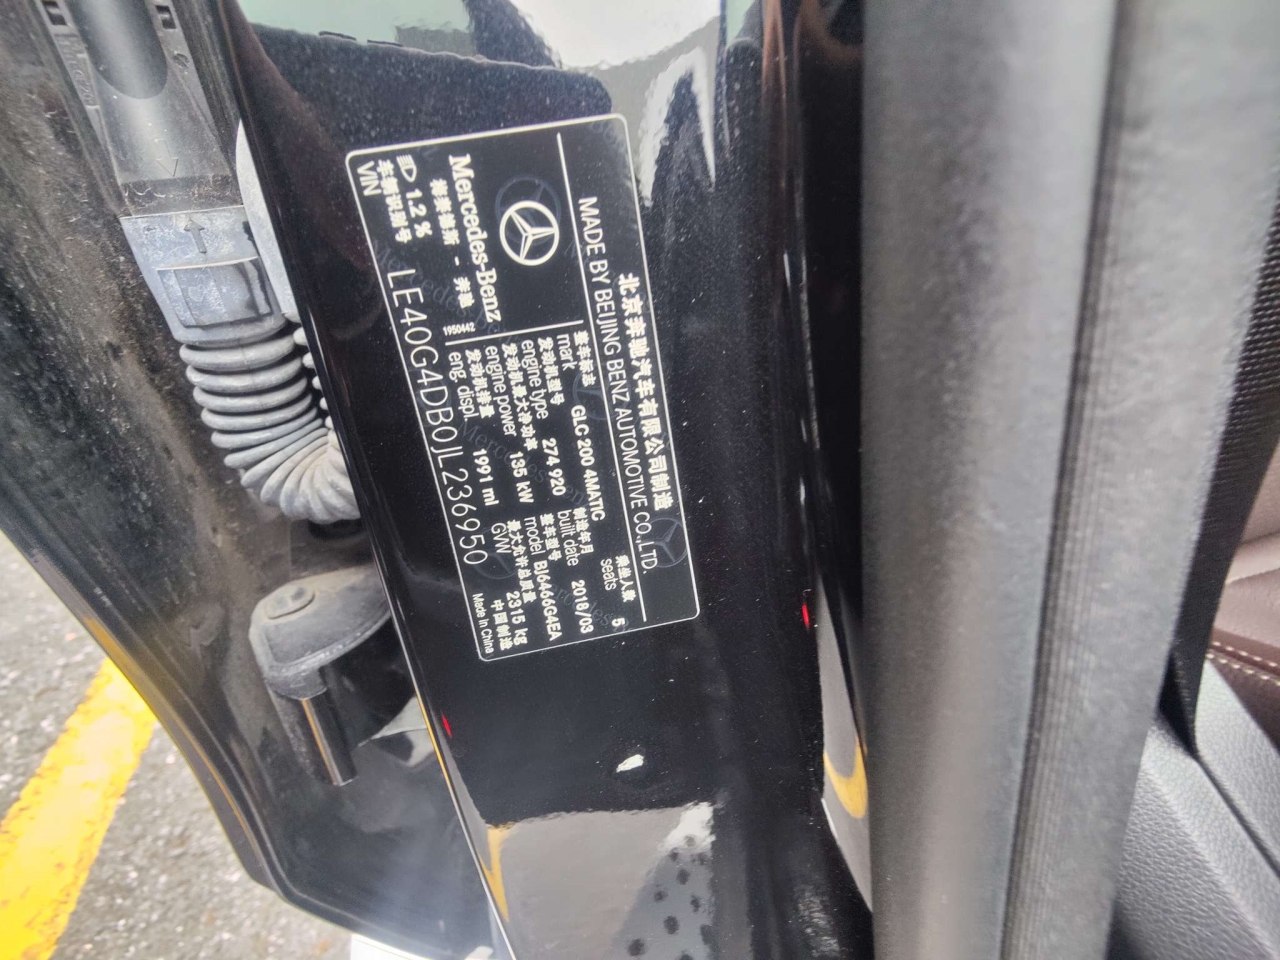 北京奔驰汽车有限公司制造
MADE BY BEIJING BENZ AUTOMOTIVE CO.,LTD.
Mercedes-Benz
梅赛德斯 - 奔驰
1.2 %
1950442
整车标志 mark GLC 200 4MATIC
乘坐人数 seats 5
发动机型号 engine type 274 920
制造年月 built date 2018/03
发动机最大净功率 engine power 135 kW
整车型号 model BJ6466G4EA
发动机排量 eng. displ. 1991 ml
最大允许总质量 GVW 2315 kg
车辆识别号 VIN LE40G4DB0JL236950
中国制造 Made in China